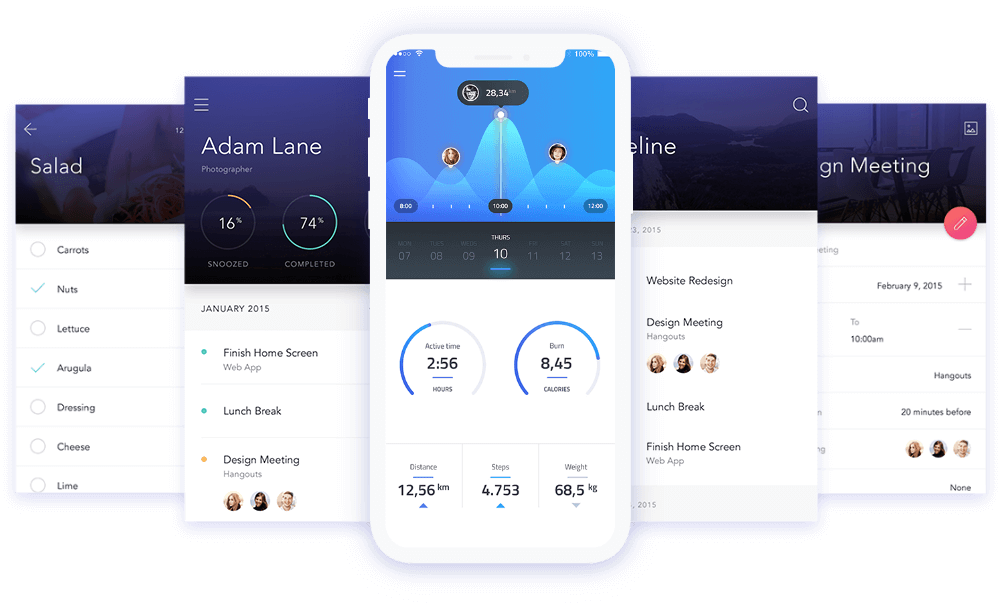 12
Salad
Carrots
Nuts
Lettuce
Arugula
Dressing
Cheese
Lime
Adam Lane
Photographer
16%
SNOOZED
74%
COMPLETED
JANUARY 2015
Finish Home Screen
Web App
Lunch Break
Design Meeting
Hangouts
100%
28,34
8:00
10:00
12:00
THURS
MON TUES WEDS FRI SAT SUN
07 08 09 10 11 12 13
Active time
2:56
HOURS
Burn
8,45
CALORIES
Distance
12,56 km
Steps
4.753
Weight
68,5 kg
eline
23, 2015
Website Redesign
Design Meeting
Hangouts
Lunch Break
Finish Home Screen
Web App
, 2015
gn Meeting
eeting
February 9, 2015
To
10:00am
Hangouts
20 minutes before
ng
None